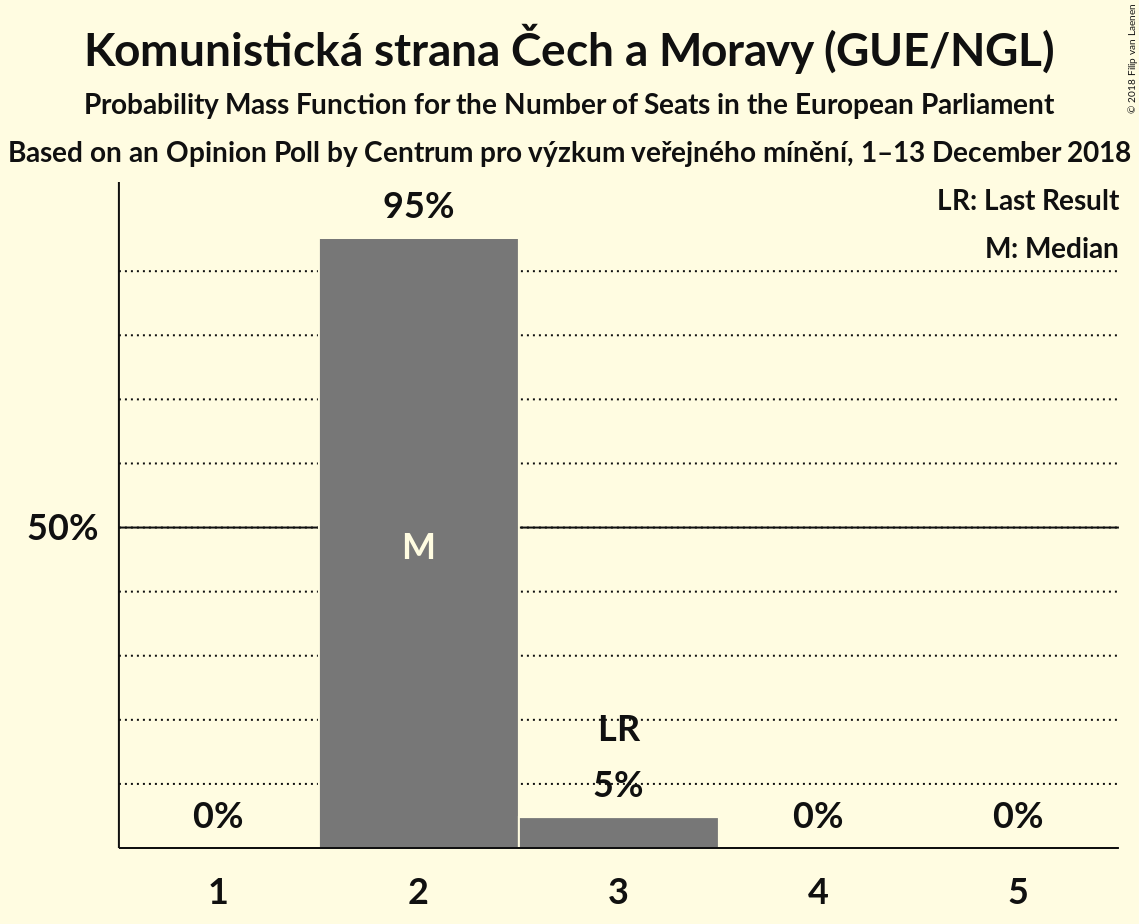 Komunistická strana Čech a Moravy (GUE/NGL)
Probability Mass Function for the Number of Seats in the European Parliament
Based on an Opinion Poll by Centrum pro výzkum veřejného mínění, 1–13 December 2018
© 2018 Filip van Laenen
LR: Last Result
M: Median
95%
50%
M
LR
0%
5%
0%
0%
1
2
3
4
5